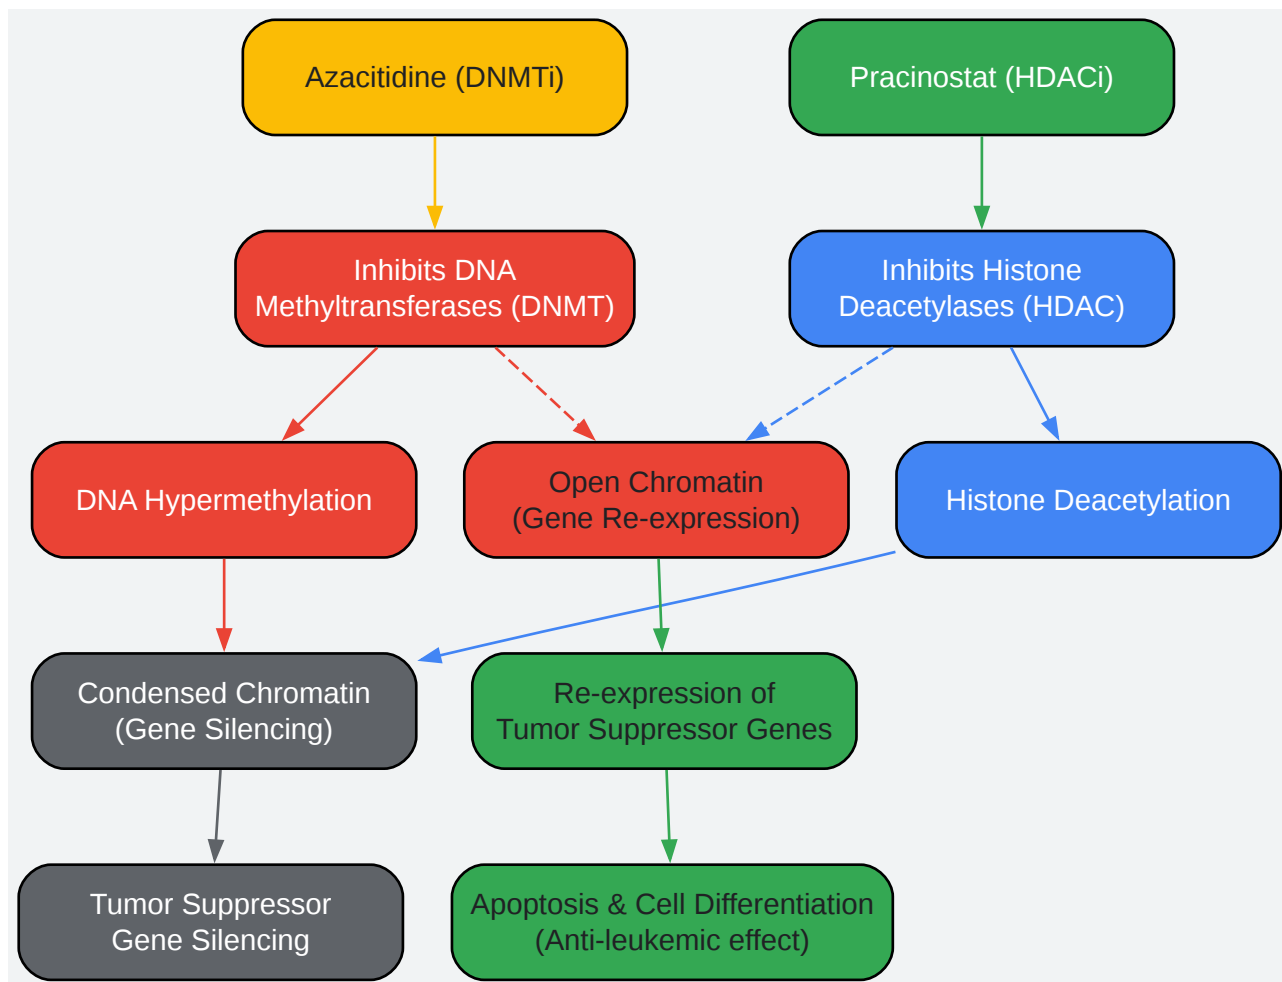 Azacitidine (DNMTi)
Pracinostat (HDACi)
Inhibits DNA
Methyltransferases (DNMT)
Inhibits Histone
Deacetylases (HDAC)
DNA Hypermethylation
Open Chromatin
(Gene Re-expression)
Histone Deacetylation
Condensed Chromatin
(Gene Silencing)
Re-expression of
Tumor Suppressor Genes
Tumor Suppressor
Gene Silencing
Apoptosis & Cell Differentiation
(Anti-leukemic effect)